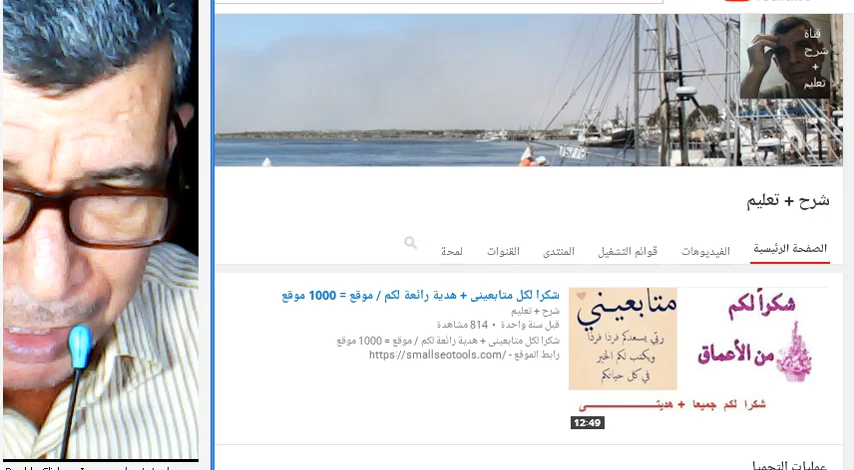 قناة
شرح
+
تعليم
شرح + تعليم
الصفحة الرئيسية
الفيديوهات
قوائم التشغيل
المنتدى
القنوات
لمحة
شكرا لكل متابعينى + هدية رائعة لكم / موقع = 1000 موقع
شرح + تعليم
قبل سنة واحدة • 814 مشاهدة
شكرا لكل متابعينى + هدية رائعة لكم / موقع = 1000 موقع
رابط الموقع - https://smallseotools.com/
شكراً لكم
من الأعماق
متابعيني
ربي يسعدكم فردا فردا
ويكتب لكم الخير
في كل حياتكم
شكرا لكم جميعا + هديتـــــــــى
12:49